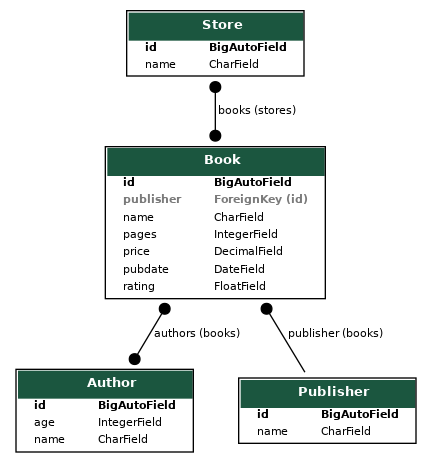 Store
id BigAutoField
name CharField
books (stores)
Book
id BigAutoField
publisher ForeignKey (id)
name CharField
pages IntegerField
price DecimalField
pubdate DateField
rating FloatField
authors (books) publisher (books)
Author
id BigAutoField
age IntegerField
name CharField
Publisher
id BigAutoField
name CharField